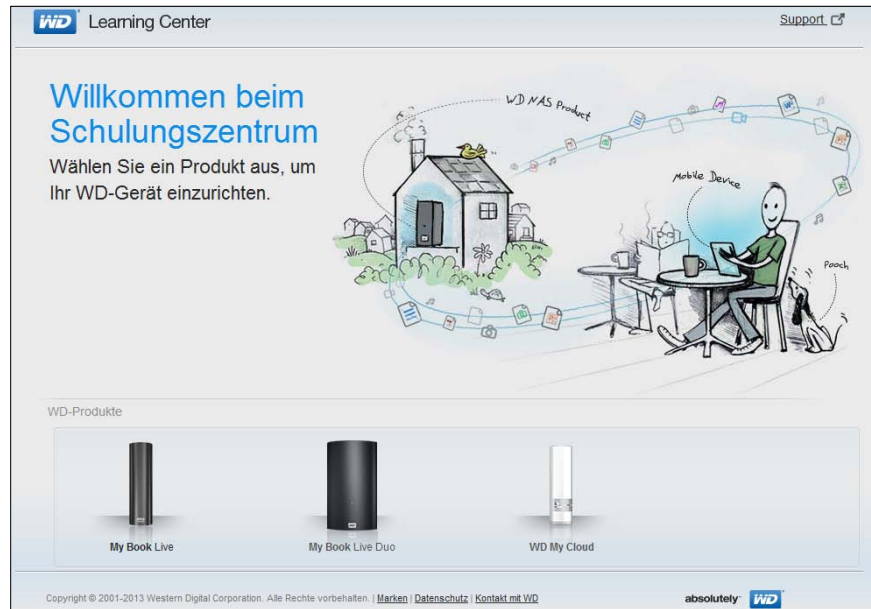 WD Learning Center
Support
Willkommen beim
Schulungszentrum
Wählen Sie ein Produkt aus, um
Ihr WD-Gerät einzurichten.
WD NAS Product
Mobile Device
Pooch
WD-Produkte
My Book Live
My Book Live Duo
WD My Cloud
Copyright © 2001-2013 Western Digital Corporation. Alle Rechte vorbehalten. | Marken | Datenschutz | Kontakt mit WD
absolutely WD